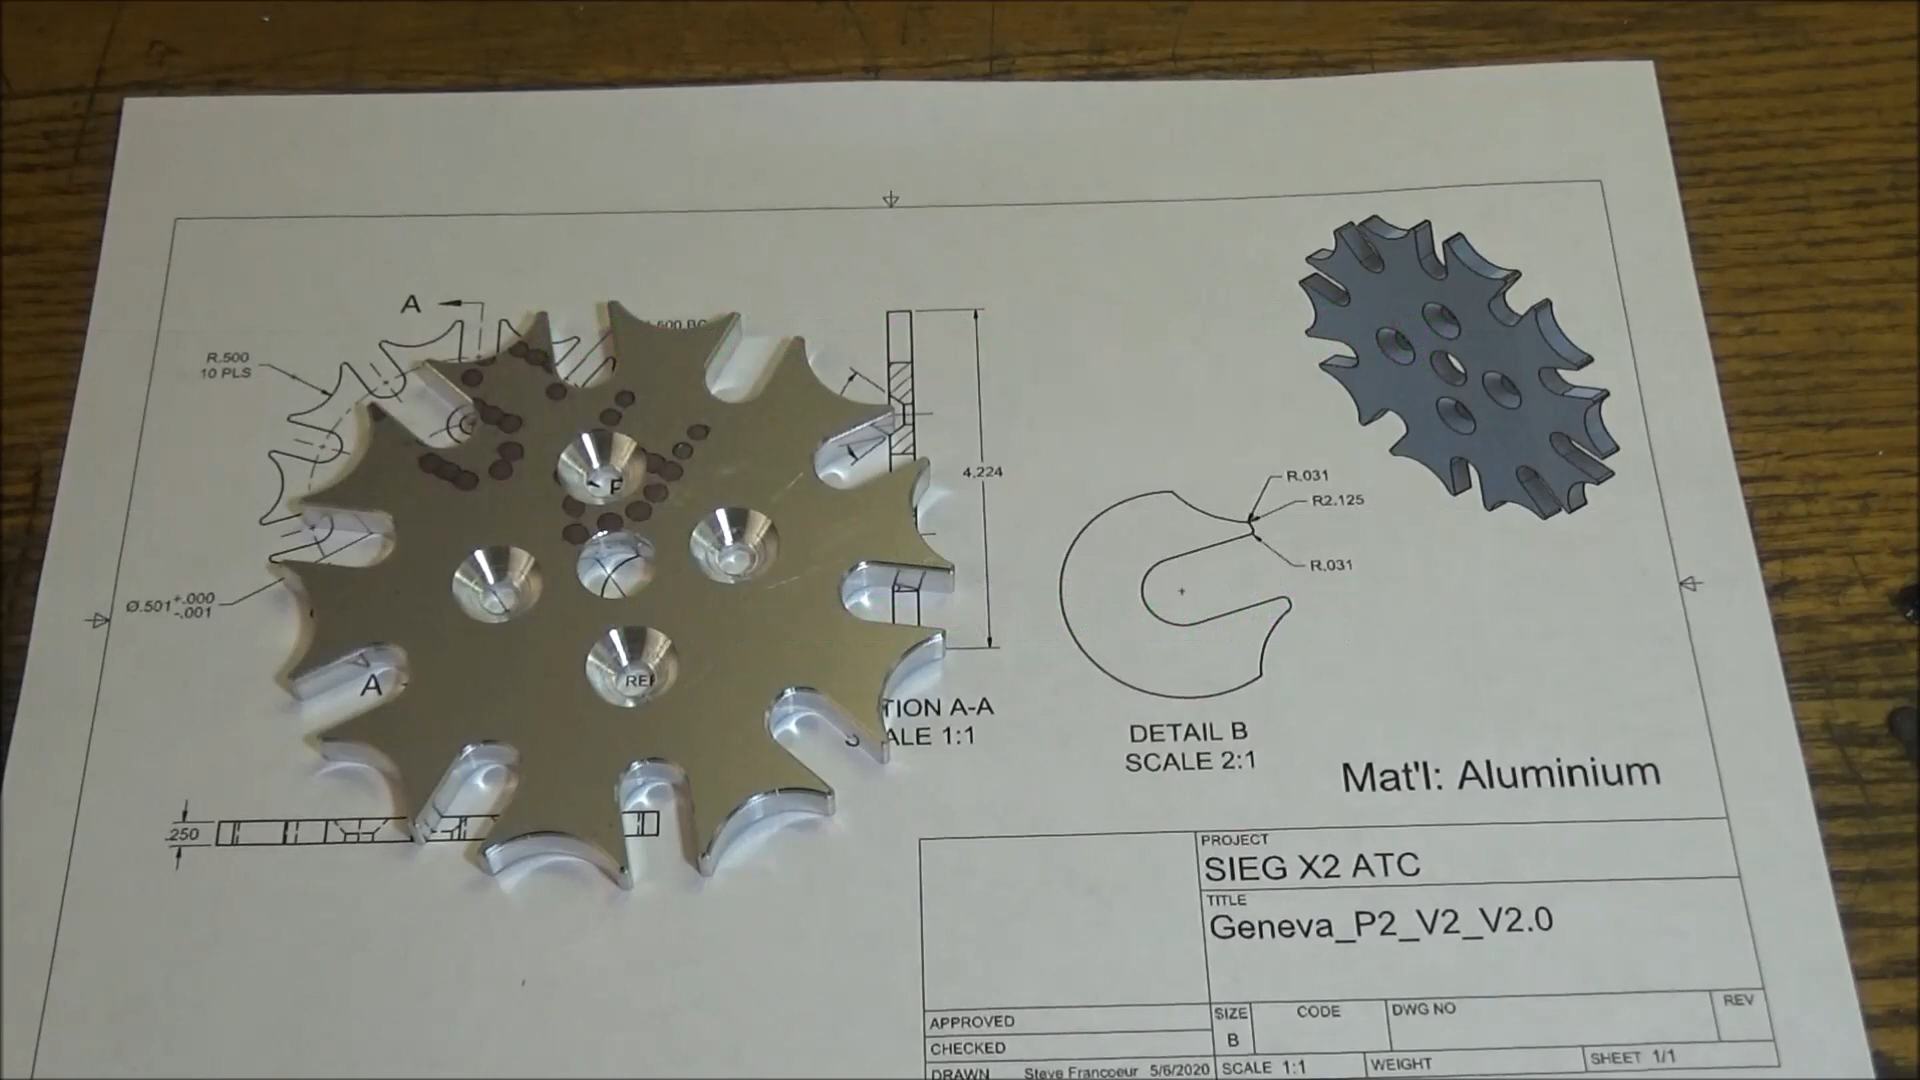 A
R.500
10 PLS
.500 BC
4.224
R.031
R2.125
R.031
Ø.501+.000
-.001
A
TION A-A
ALE 1:1
DETAIL B
SCALE 2:1
Mat'l: Aluminium
.250
PROJECT
SIEG X2 ATC
TITLE
Geneva_P2_V2_V2.0
APPROVED
CHECKED
DRAWN Steve Francoeur 5/6/2020
SIZE
B
CODE
DWG NO
REV
SCALE 1:1
WEIGHT
SHEET 1/1